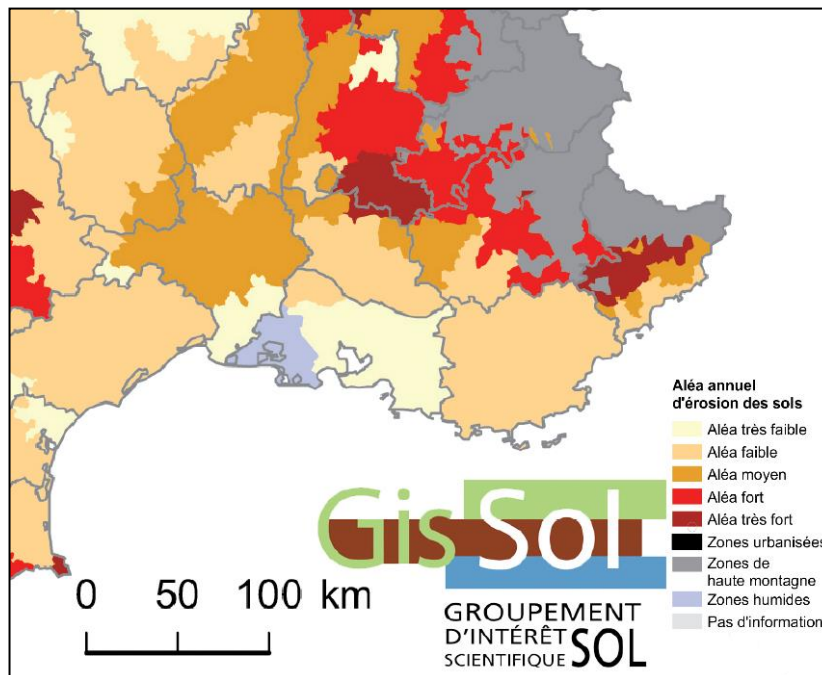 Aléa annuel
d'érosion des sols
Aléa très faible
Aléa faible
Aléa moyen
Aléa fort
Aléa très fort
Zones urbanisées
Zones de
haute montagne
Zones humides
Pas d'information
Gis Sol
0 50 100 km
GROUPEMENT
D'INTÉRÊT
SCIENTIFIQUE SOL